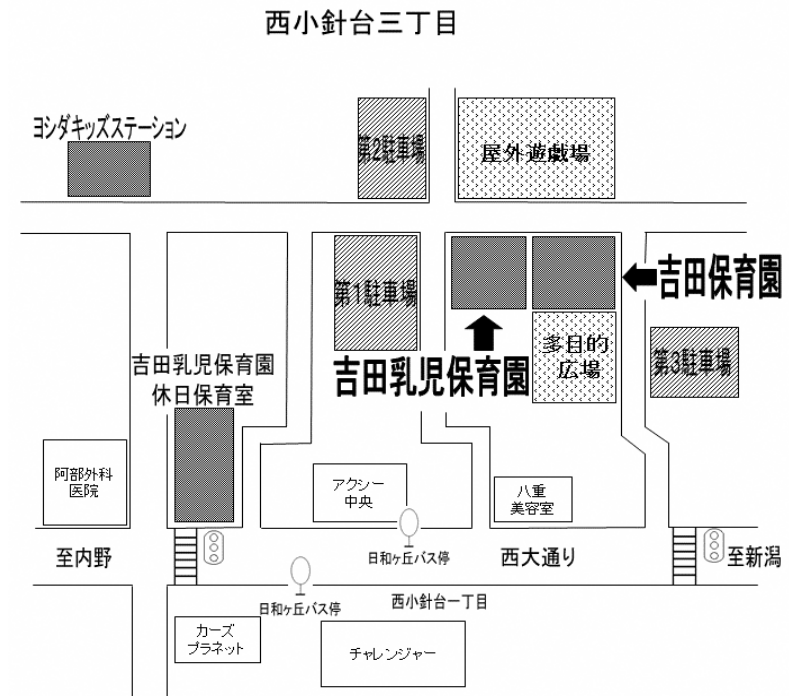 西小針台三丁目
ヨシダキッズステーション
第2駐車場
屋外遊戯場
第1駐車場
吉田保育園
吉田乳児保育園
多目的
広場
第3駐車場
吉田乳児保育園
休日保育室
阿部外科
医院
アクシー
中央
八重
美容室
至内野
日和ヶ丘バス停
西大通り
至新潟
日和ヶ丘バス停
西小針台一丁目
カーズ
プラネット
チャレンジャー